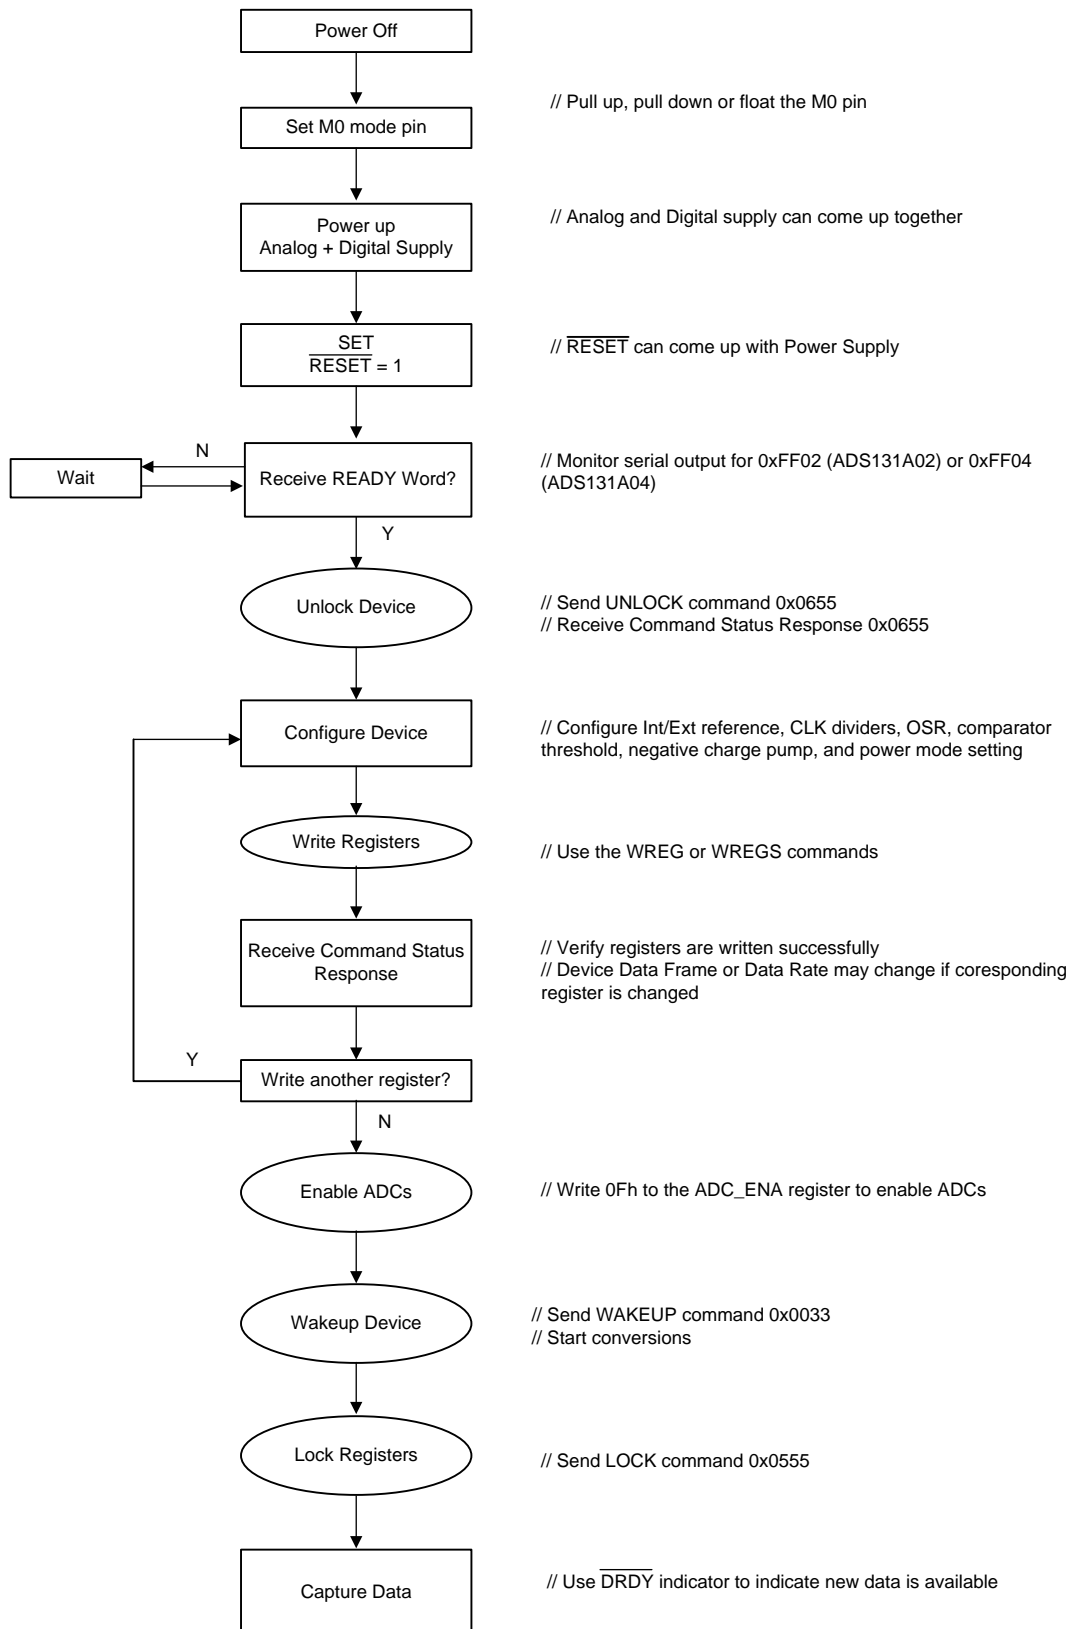 Power Off
// Pull up, pull down or float the M0 pin
Set M0 mode pin
// Analog and Digital supply can come up together
Power up
Analog + Digital Supply
SET
R̅E̅S̅E̅T̅ = 1
// R̅E̅S̅E̅T̅ can come up with Power Supply
N
Wait
Receive READY Word?
// Monitor serial output for 0xFF02 (ADS131A02) or 0xFF04
(ADS131A04)
Y
Unlock Device
// Send UNLOCK command 0x0655
// Receive Command Status Response 0x0655
Configure Device
// Configure Int/Ext reference, CLK dividers, OSR, comparator
threshold, negative charge pump, and power mode setting
Write Registers
// Use the WREG or WREGS commands
Receive Command Status
Response
// Verify registers are written successfully
// Device Data Frame or Data Rate may change if coresponding
register is changed
Y
Write another register?
N
Enable ADCs
// Write 0Fh to the ADC_ENA register to enable ADCs
Wakeup Device
// Send WAKEUP command 0x0033
// Start conversions
Lock Registers
// Send LOCK command 0x0555
Capture Data
// Use D̅R̅D̅Y̅ indicator to indicate new data is available